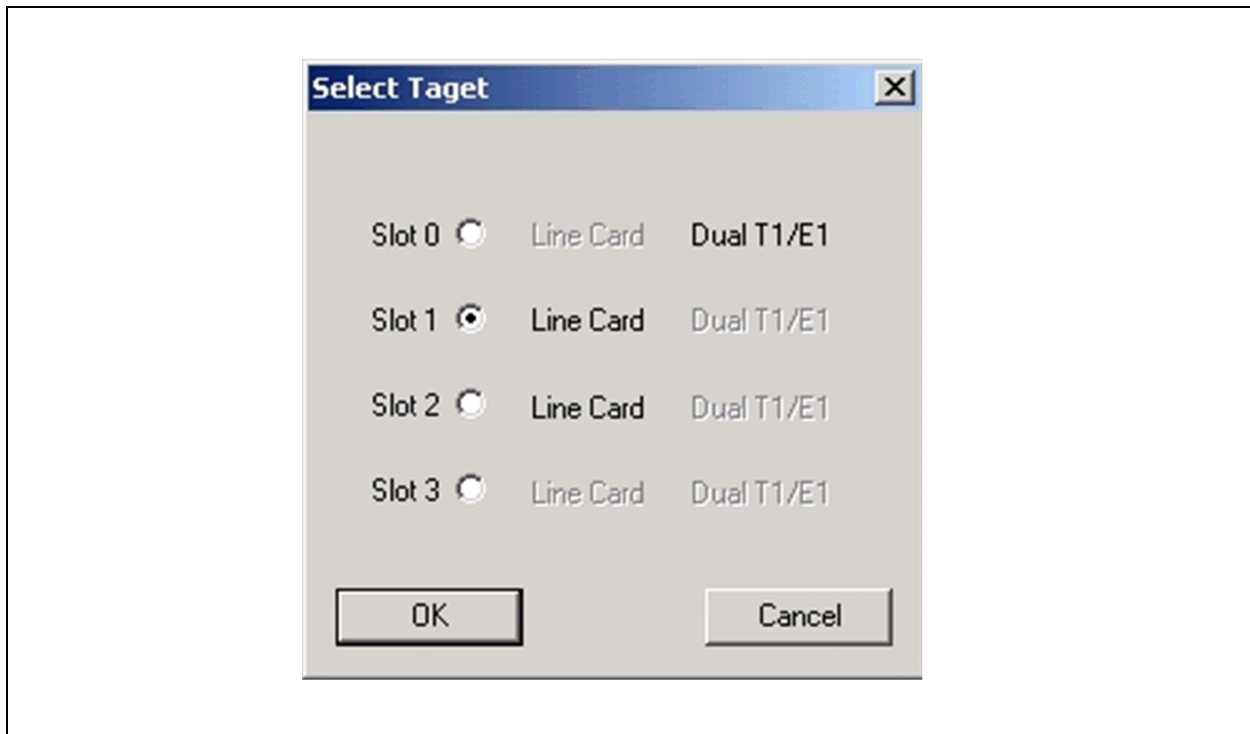 Select Taget
Slot 0 Line Card Dual T1/E1
Slot 1 Line Card Dual T1/E1
Slot 2 Line Card Dual T1/E1
Slot 3 Line Card Dual T1/E1
OK Cancel